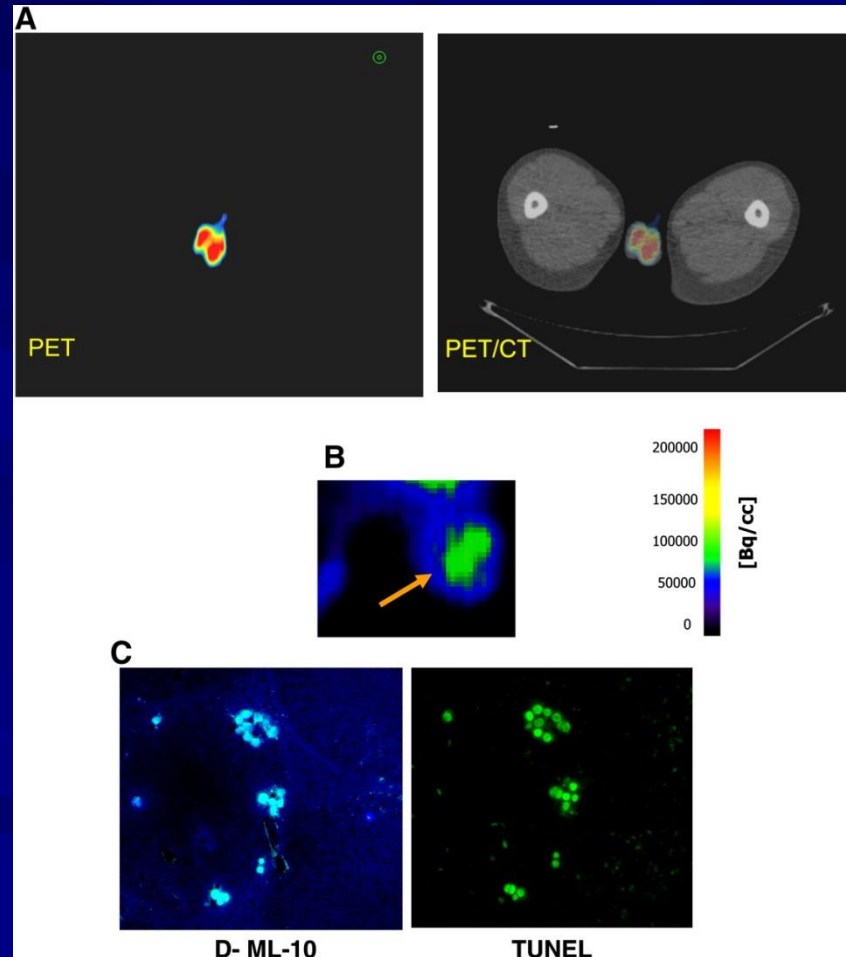 A
PET
PET/CT
B
200000
150000
100000
50000
0
[Bq/cc]
C
D- ML-10
TUNEL